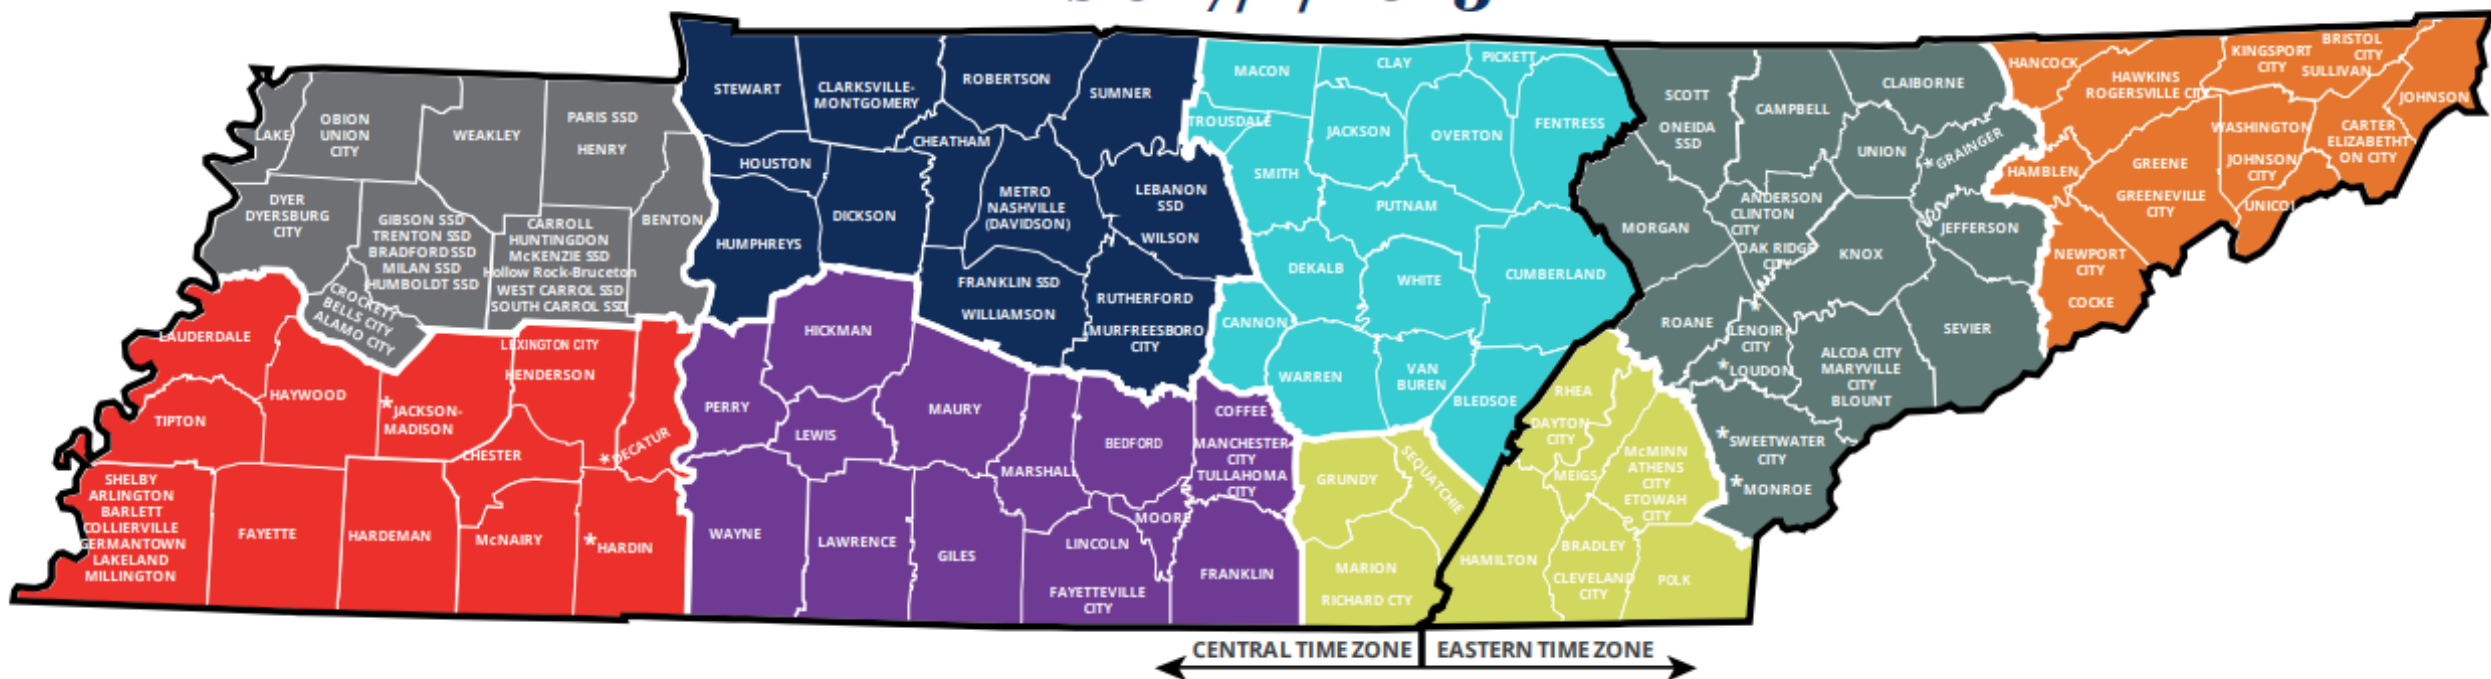 LAKE
OBION
UNION
CITY
WEAKLEY
PARIS SSD
HENRY
DYER
DYERSBURG
CITY
GIBSON SSD
TRENTON SSD
BRADFORD SSD
MILAN SSD
HUMBOLDT SSD
CARROLL
HUNTINGDON
McKENZIE SSD
Hollow Rock-Bruceton
WEST CARROL SSD
SOUTH CARROL SSD
BENTON
CROCKETT
BELLS CITY
ALAMO CITY
LAUDERDALE
HAYWOOD
TIPTON
*JACKSON-
MADISON
LEXINGTON CITY
HENDERSON
CHESTER
*DECATUR
SHELBY
ARLINGTON
BARLETT
COLLIERVILLE
GERMANTOWN
LAKELAND
MILLINGTON
FAYETTE
HARDEMAN
McNAIRY
*HARDIN
STEWART
CLARKSVILLE-
MONTGOMERY
ROBERTSON
SUMNER
CHEATHAM
HOUSTON
HUMPHREYS
DICKSON
METRO
NASHVILLE
(DAVIDSON)
LEBANON
SSD
WILSON
FRANKLIN SSD
WILLIAMSON
RUTHERFORD
MURFREESBORO
CITY
HICKMAN
PERRY
LEWIS
MAURY
MARSHALL
BEDFORD
COFFEE
MANCHESTER
CITY
TULLAHOMA
CITY
WAYNE
LAWRENCE
GILES
MOORE
LINCOLN
FAYETTEVILLE
CITY
FRANKLIN
MACON
CLAY
PICKETT
TROUSDALE
JACKSON
OVERTON
FENTRESS
SMITH
PUTNAM
DEKALB
WHITE
CUMBERLAND
CANNON
WARREN
VAN
BUREN
BLEDSOE
GRUNDY
SEQUATCHIE
MARION
RICHARD CTY
RHEA
DAYTON
CITY
MEIGS
McMINN
ATHENS
CITY
ETOWAH
CITY
HAMILTON
BRADLEY
CLEVELAND
CITY
POLK
SCOTT
ONEIDA
SSD
CAMPBELL
CLAIBORNE
UNION
*GRAINGER
MORGAN
ANDERSON
CLINTON
CITY
OAK RIDGE
CITY
KNOX
JEFFERSON
ROANE
*
LENOIR
CITY
*LOUDON
ALCOA CITY
MARYVILLE
CITY
BLOUNT
SEVIER
*SWEETWATER
CITY
*MONROE
HANCOCK
HAWKINS
ROGERSVILLE CITY
KINGSPORT
CITY
BRISTOL
CITY
SULLIVAN
JOHNSON
HAMBLEN
GREENE
GREENEVILLE
CITY
WASHINGTON
JOHNSON
CITY
CARTER
ELIZABETHT
ON CITY
UNICOI
NEWPORT
CITY
COCKE
CENTRAL TIME ZONE
EASTERN TIME ZONE